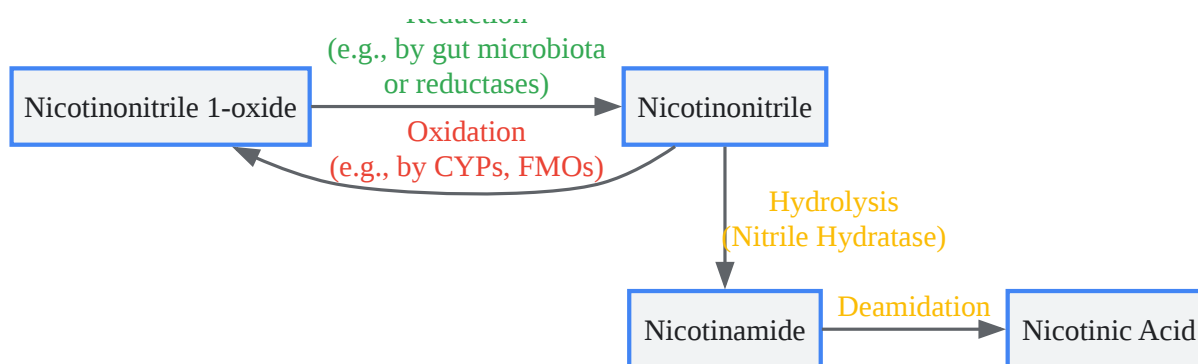 Reduction
(e.g., by gut microbiota
or reductases)
Nicotinonitrile 1-oxide
Nicotinonitrile
Oxidation
(e.g., by CYPs, FMOs)
Hydrolysis
(Nitrile Hydratase)
Nicotinamide
Deamidation
Nicotinic Acid